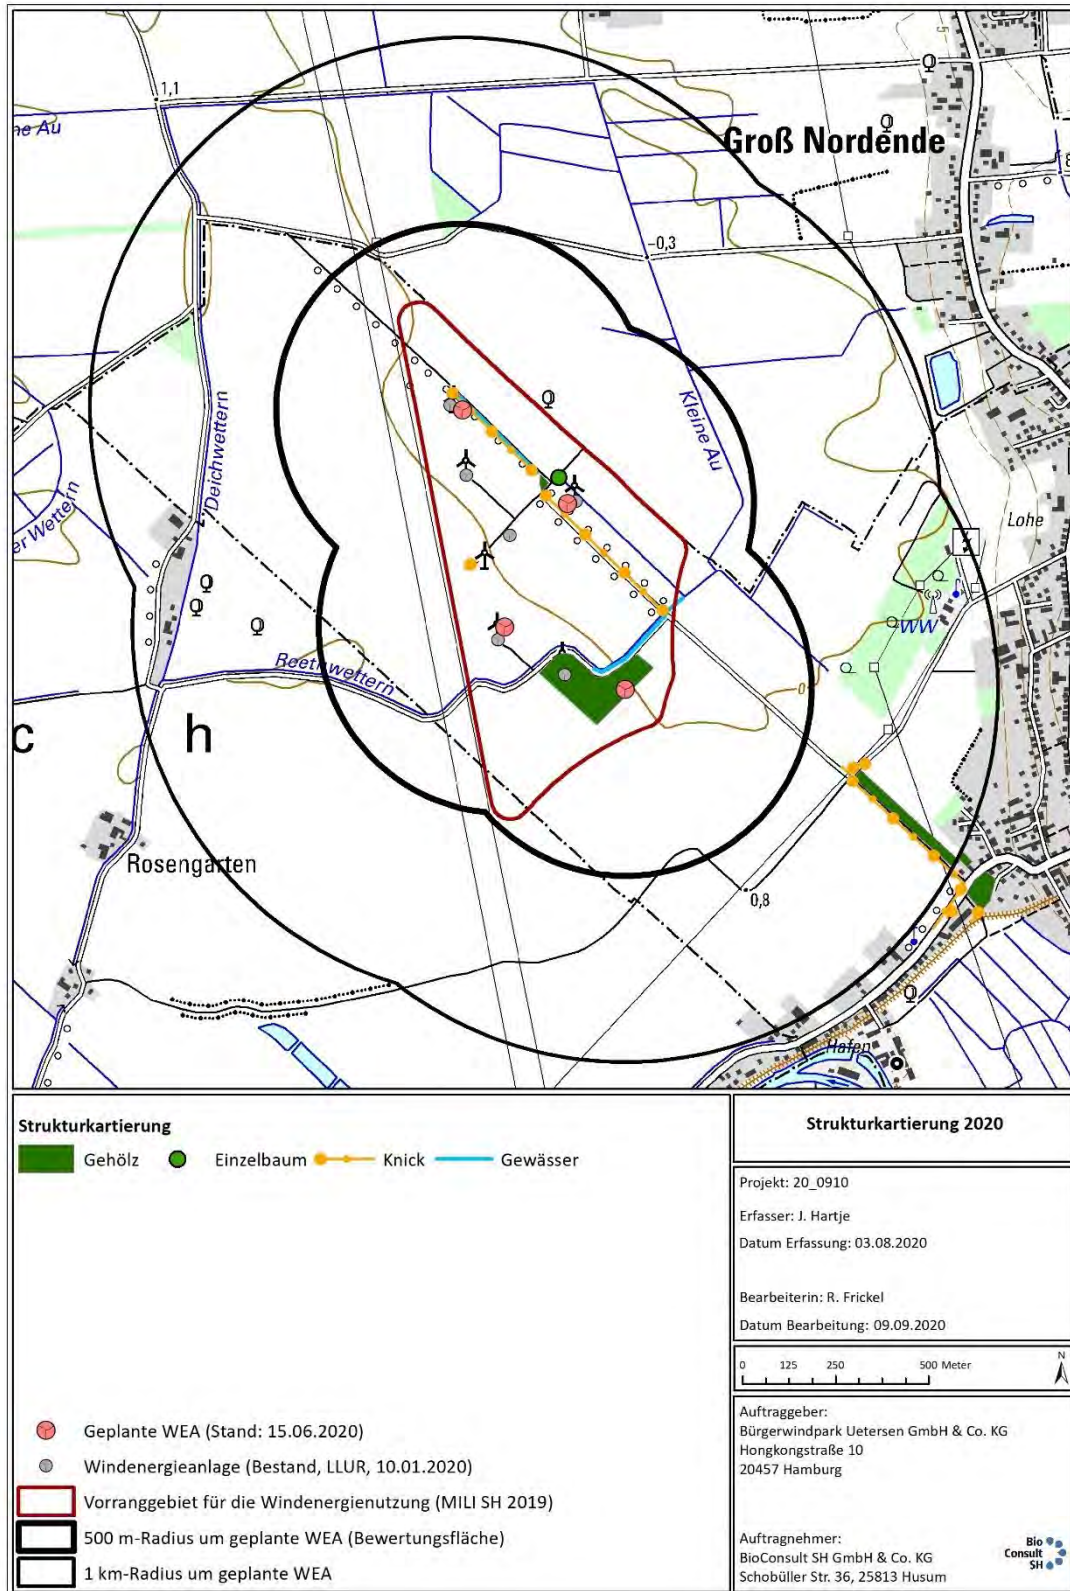 1,1
ne Au
Groß Nordende
5
8
-0,3
Kleine Au
Deichwettern
er Wettern
Lohe
WW
Reethwettern
0
c h
Rosengarten
0,8
Hafen
Strukturkartierung
Gehölz Einzelbaum Knick Gewässer
Geplante WEA (Stand: 15.06.2020)
Windenergieanlage (Bestand, LLUR, 10.01.2020)
Vorranggebiet für die Windenergienutzung (MILI SH 2019)
500 m-Radius um geplante WEA (Bewertungsfläche)
1 km-Radius um geplante WEA
Strukturkartierung 2020
Projekt: 20_0910
Erfasser: J. Hartje
Datum Erfassung: 03.08.2020
Bearbeiterin: R. Frickel
Datum Bearbeitung: 09.09.2020
0 125 250 500 Meter
N
Auftraggeber:
Bürgerwindpark Uetersen GmbH & Co. KG
Hongkongstraße 10
20457 Hamburg
Auftragnehmer:
BioConsult SH GmbH & Co. KG
Schobüller Str. 36, 25813 Husum
Bio
Consult
SH